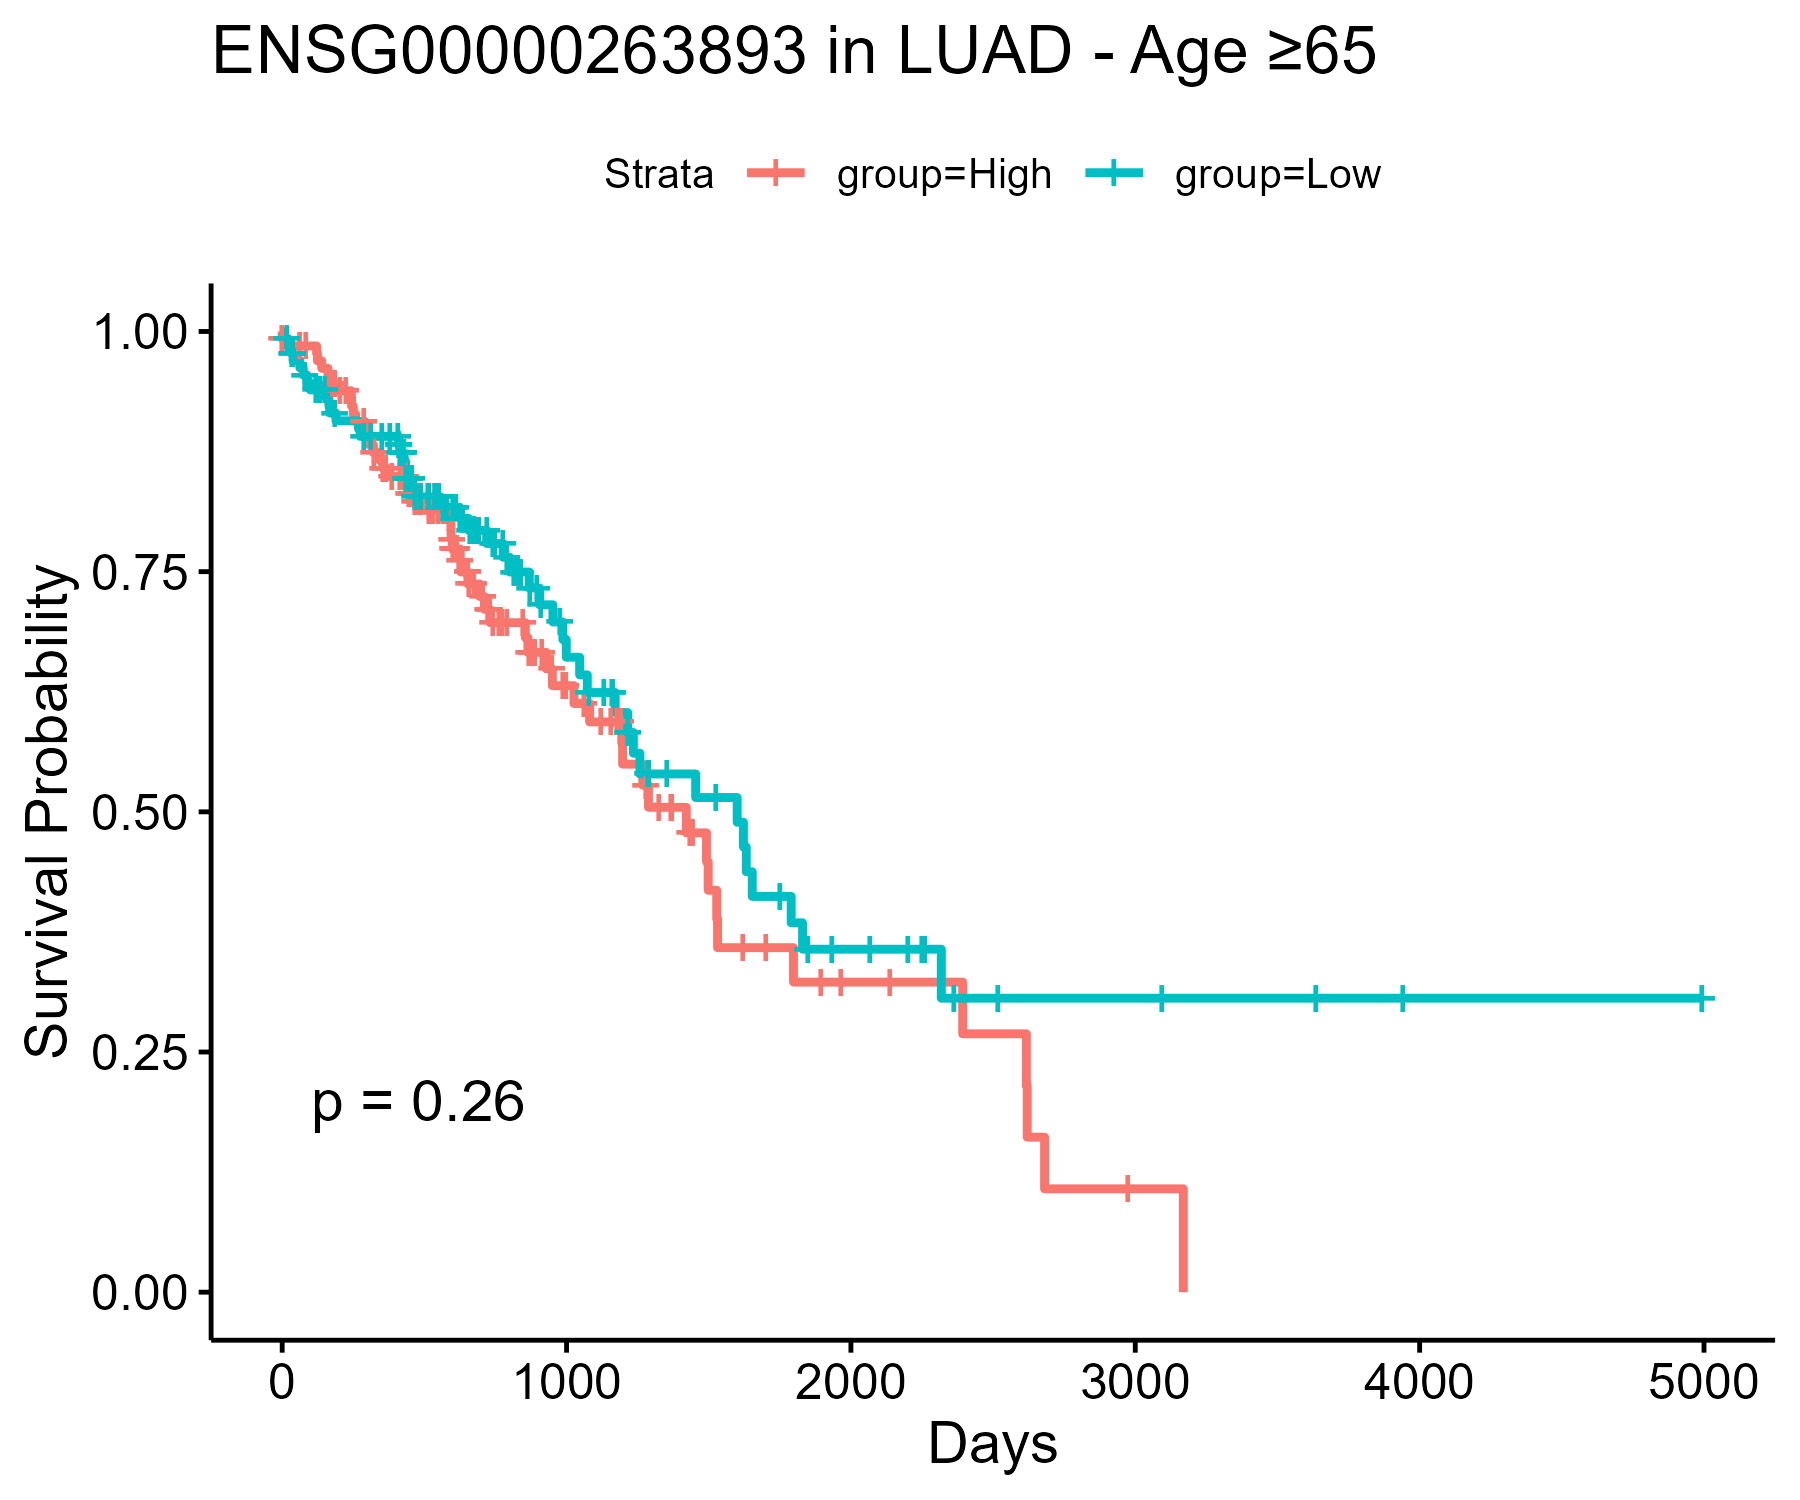 ENSG00000263893 in LUAD - Age ≥65
Strata group=High group=Low
1.00
0.75
0.50
0.25
0.00
Survival Probability
p = 0.26
0 1000 2000 3000 4000 5000
Days